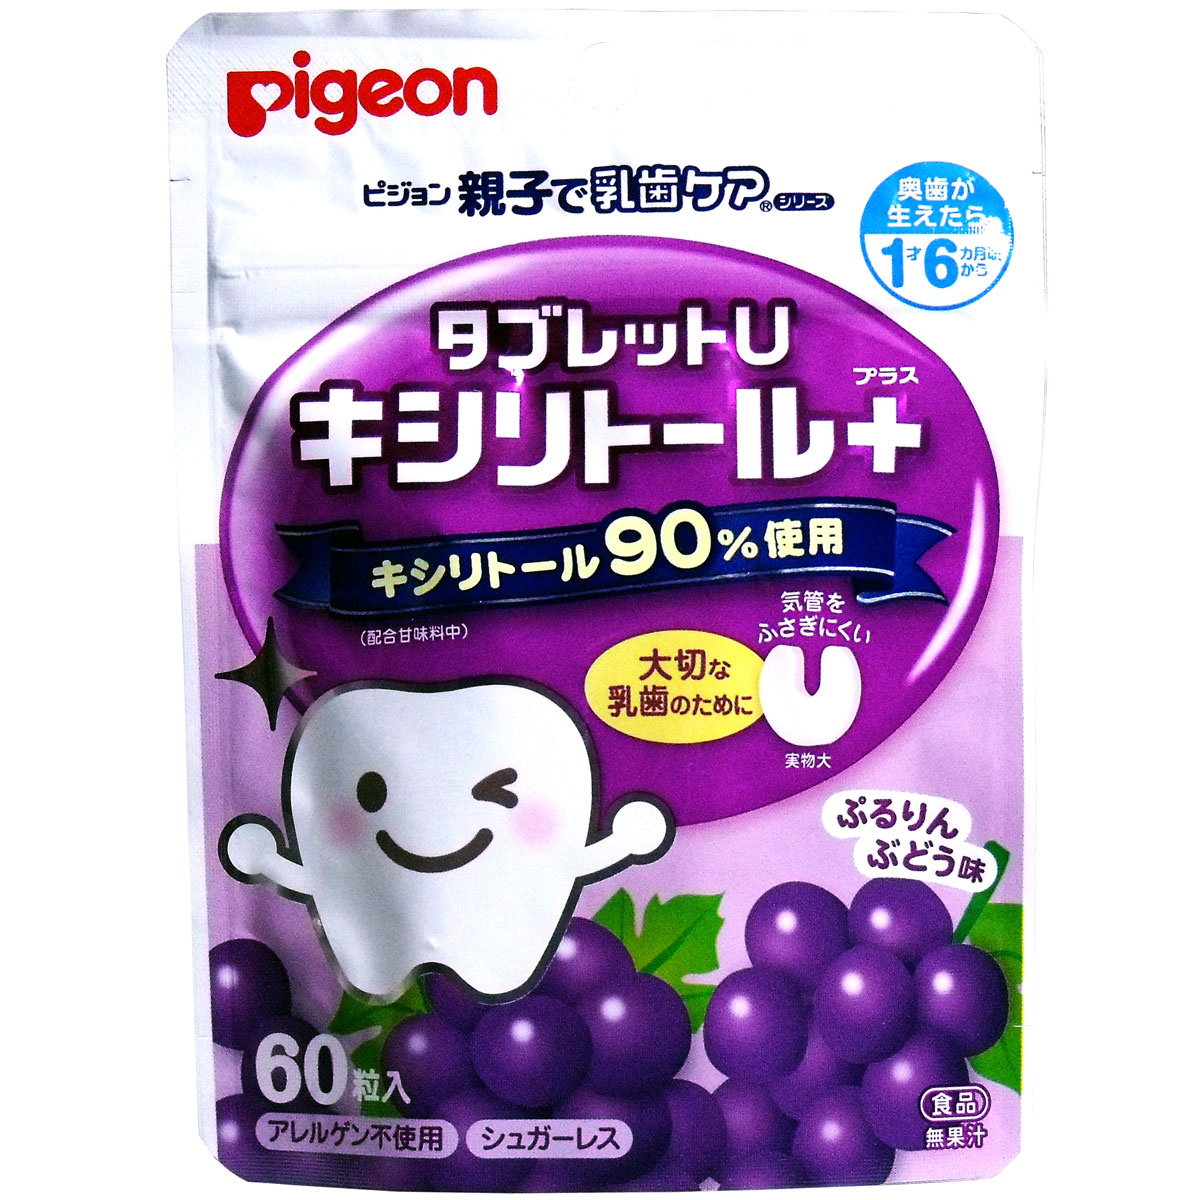 Pigeon
ピジョン 親子で乳歯ケア® シリーズ
奥歯が
生えたら
1才6カ月頃
から
タブレットU
プラス
キシリトール+
キシリトール90%使用
(配合甘味料中)
気管を
ふさぎにくい
大切な
乳歯のために
実物大
ぷるりん
ぶどう味
60粒入
アレルゲン不使用
シュガーレス
食品
無果汁